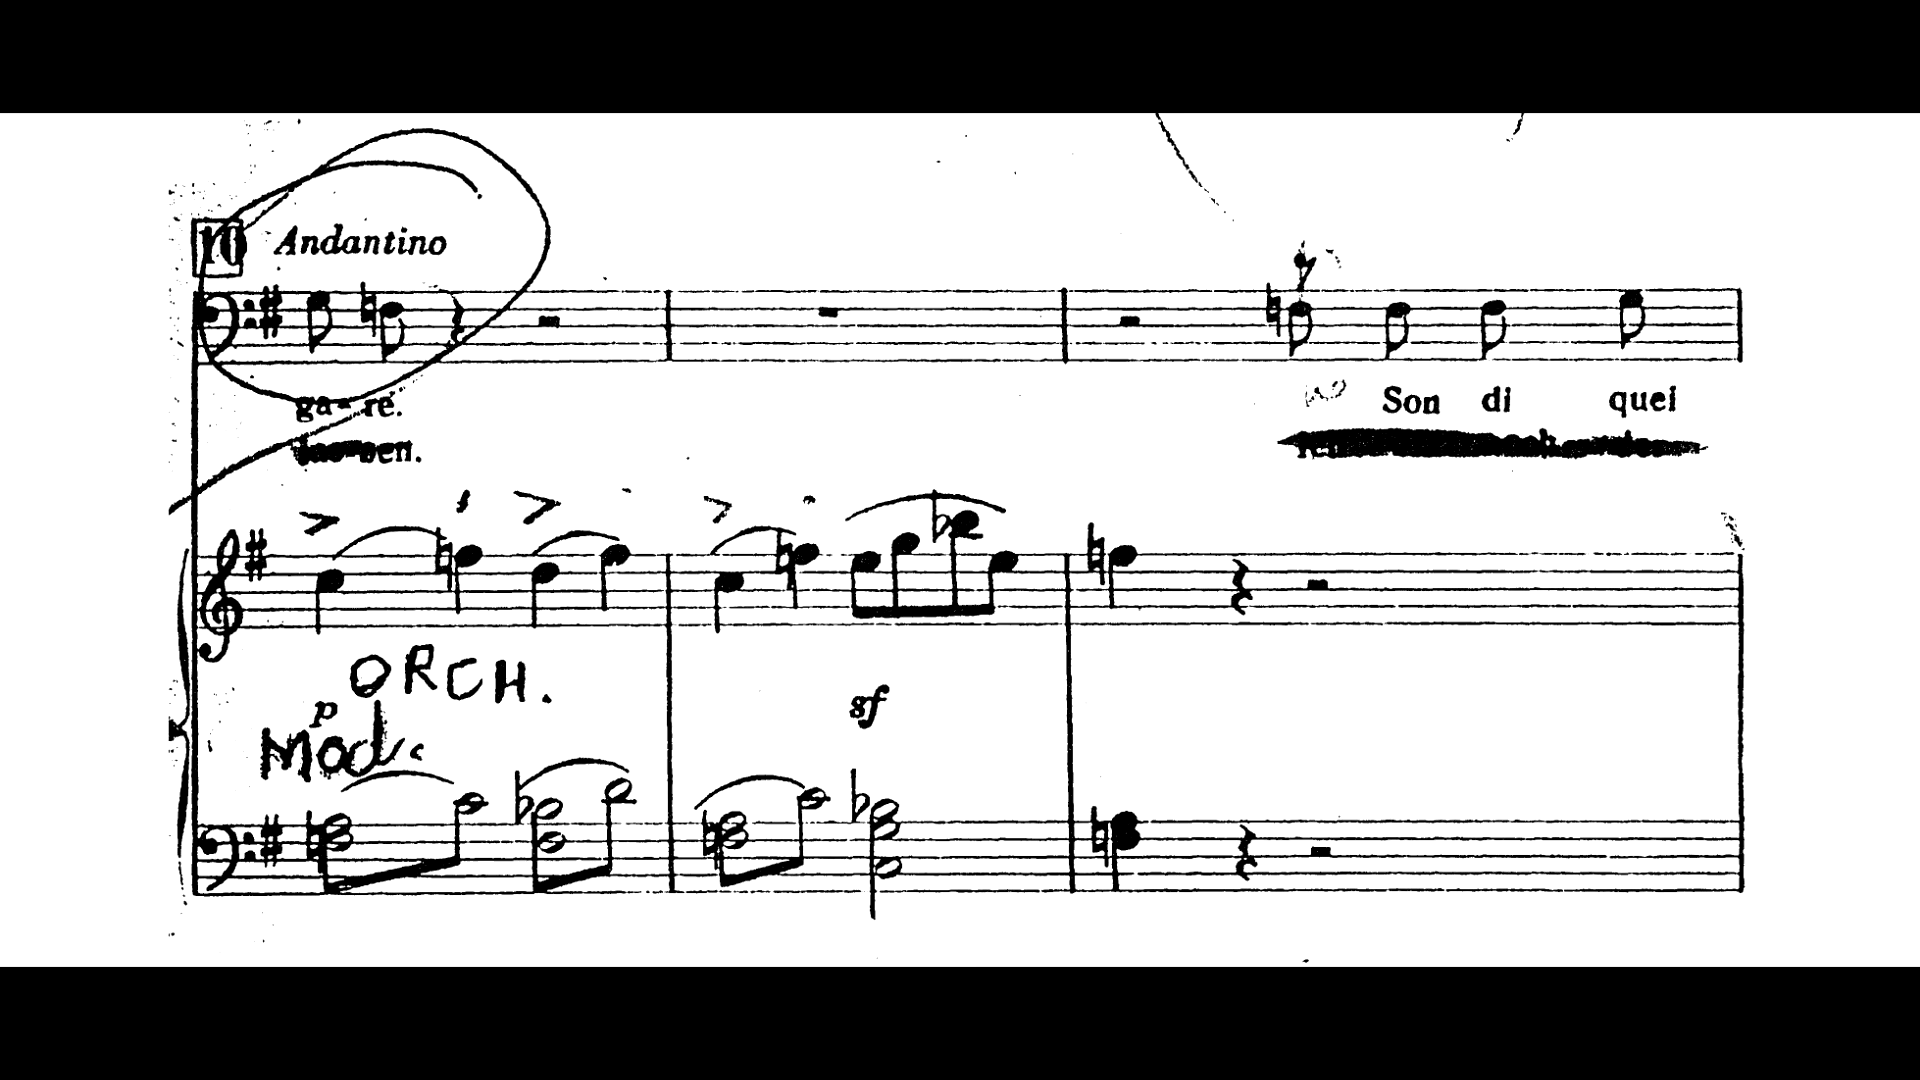 10 Andantino
ga- re. Son di quei
ORCH.
p sf
Mod.